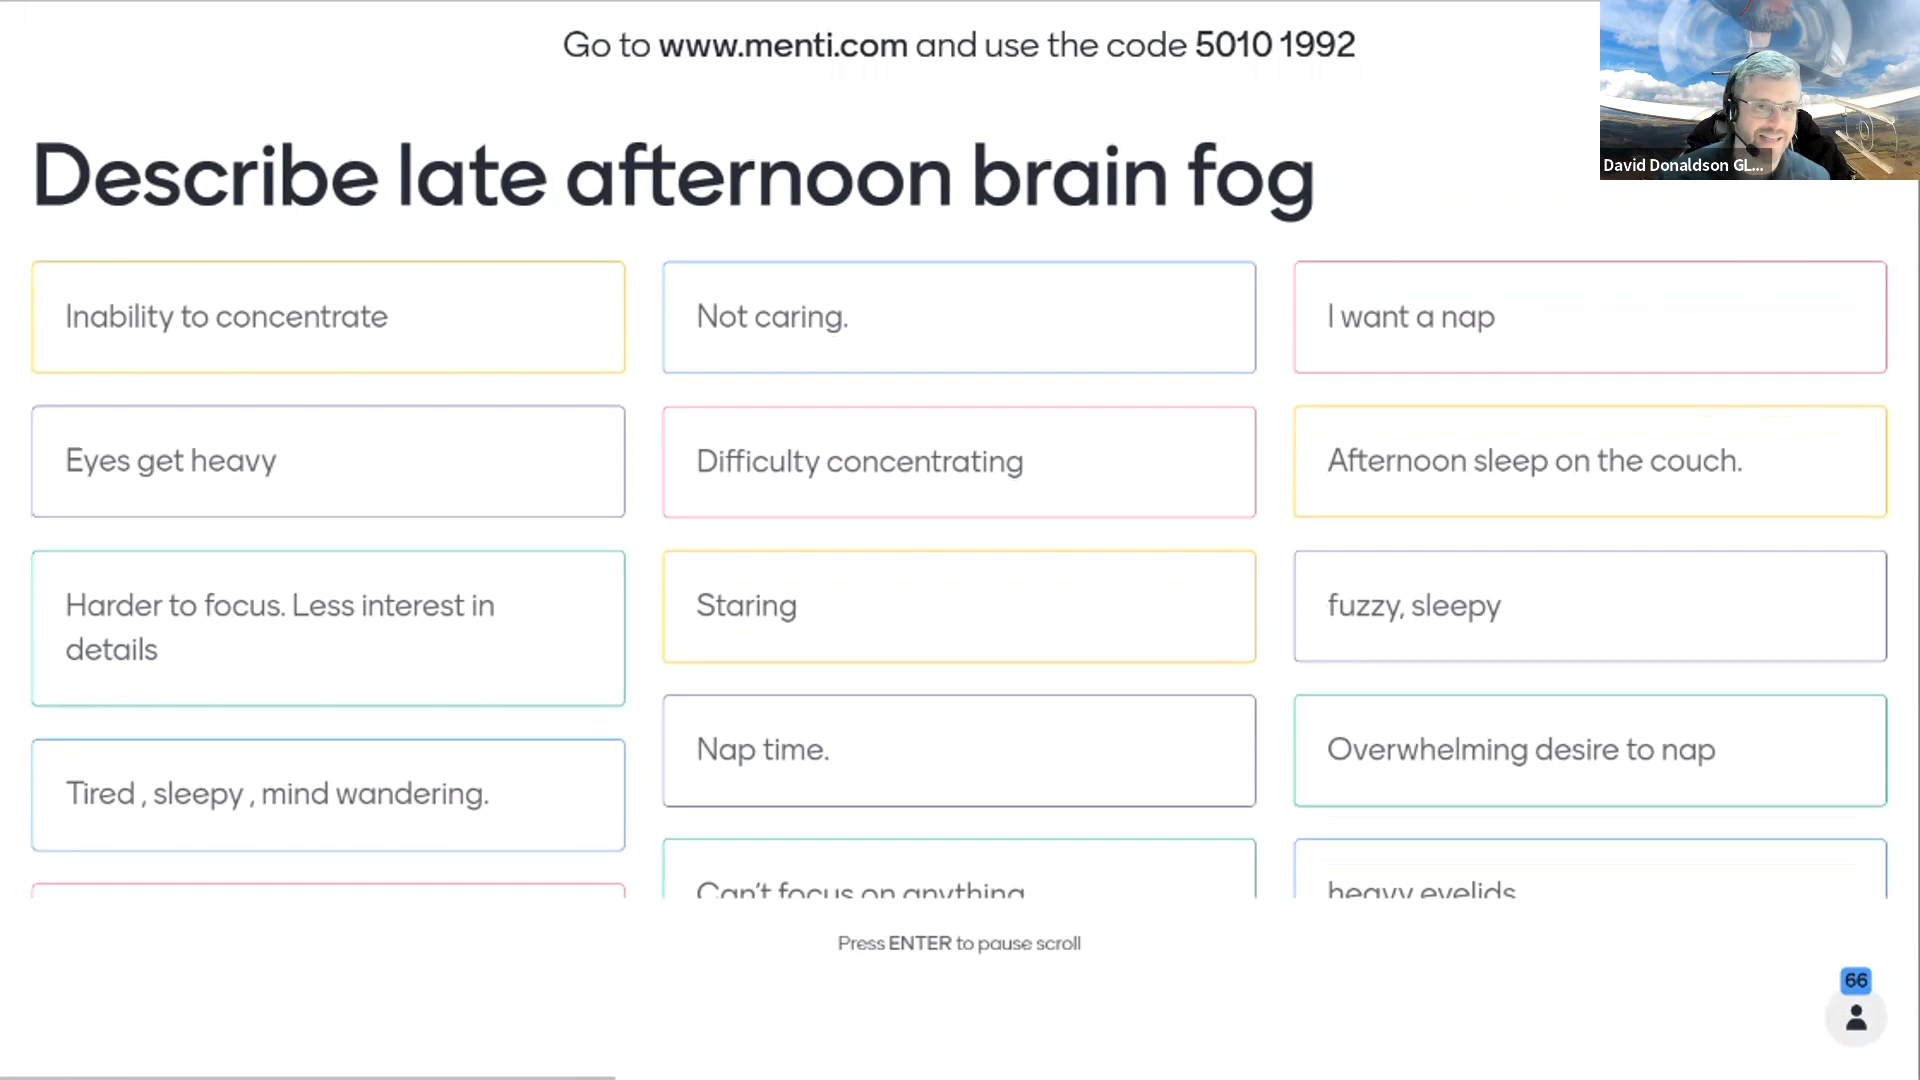 Go to www.menti.com and use the code 5010 1992
David Donaldson GL...
Describe late afternoon brain fog
Inability to concentrate
Not caring.
I want a nap
Eyes get heavy
Difficulty concentrating
Afternoon sleep on the couch.
Harder to focus. Less interest in
details
Staring
fuzzy, sleepy
Tired , sleepy , mind wandering.
Nap time.
Overwhelming desire to nap
Can't focus on anything
heavy eyelids
Press ENTER to pause scroll
66